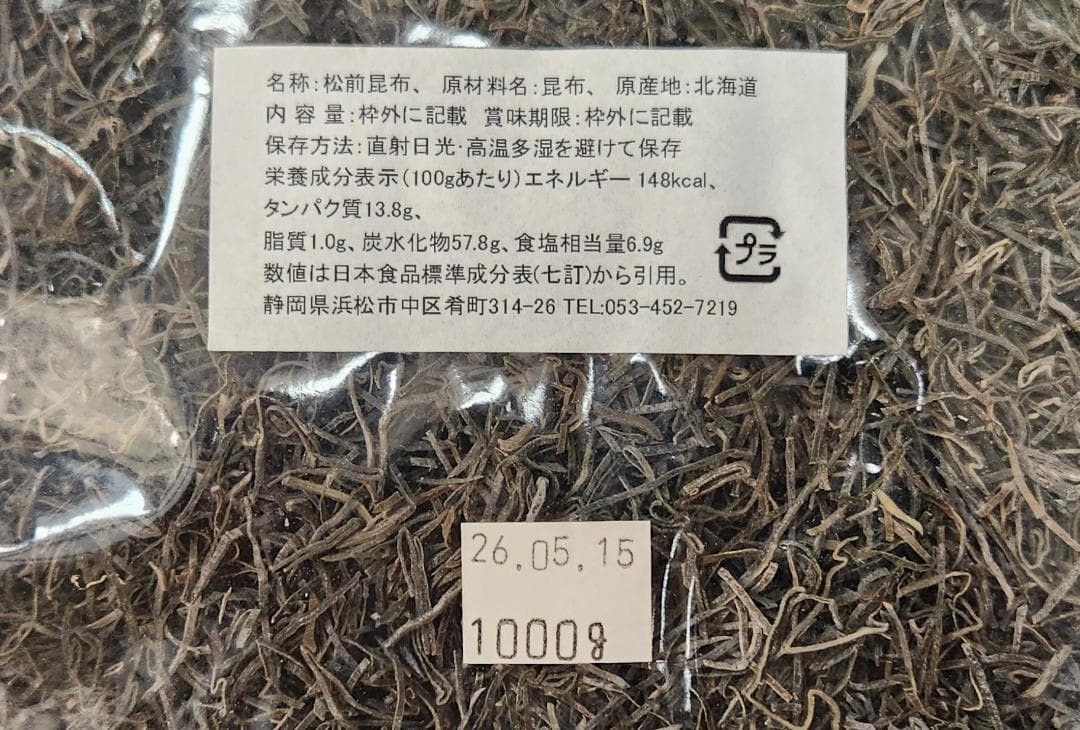 名称:松前昆布、 原材料名:昆布、 原産地:北海道
内 容 量:枠外に記載 賞味期限:枠外に記載
保存方法:直射日光･高温多湿を避けて保存
栄養成分表示(100gあたり)エネルギー 148kcal、
タンパク質13.8g、
脂質1.0g、炭水化物57.8g、食塩相当量6.9g
数値は日本食品標準成分表(七訂)から引用。
静岡県浜松市中区肴町314-26 TEL:053-452-7219
プラ
26.05.15
1000g